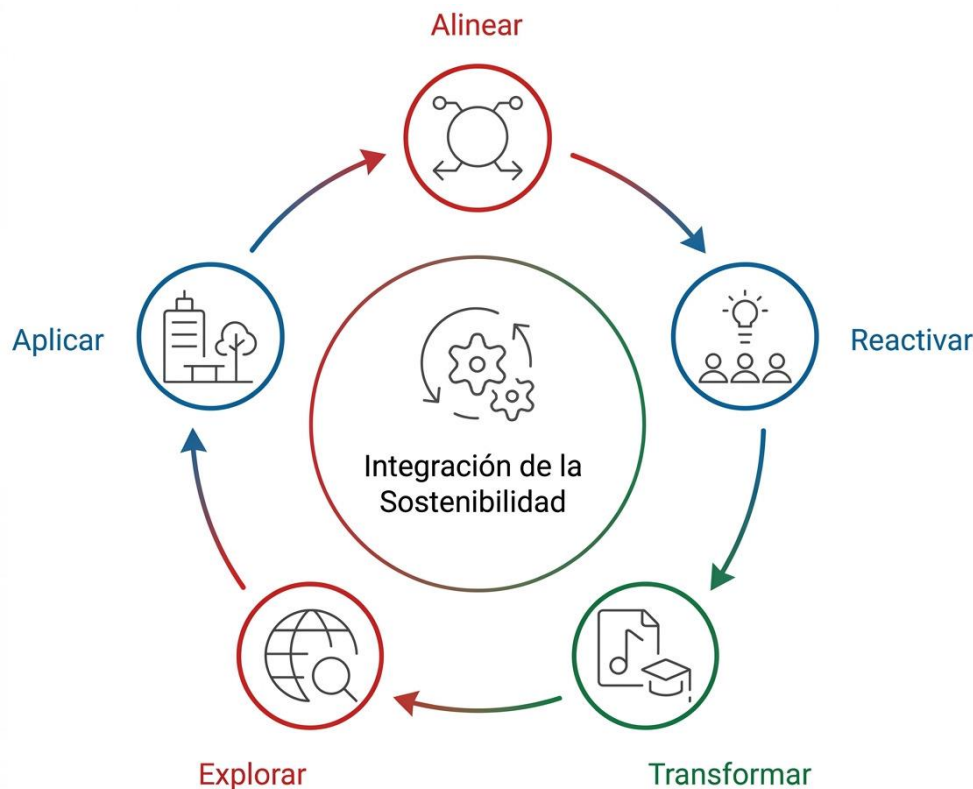 Alinear
Aplicar
Reactivar
Integración de la
Sostenibilidad
Explorar
Transformar